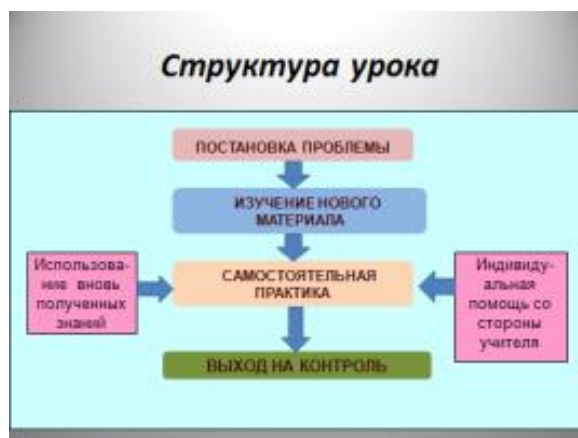 Структура урока
ПОСТАНОВКА ПРОБЛЕМЫ
ИЗУЧЕНИЕ НОВОГО
МАТЕРИАЛА
Использова-
ние вновь
полученных
знаний
САМОСТОЯТЕЛЬНАЯ
ПРАКТИКА
Индивиду-
альная
помощь со
стороны
учителя
ВЫХОД НА КОНТРОЛЬ